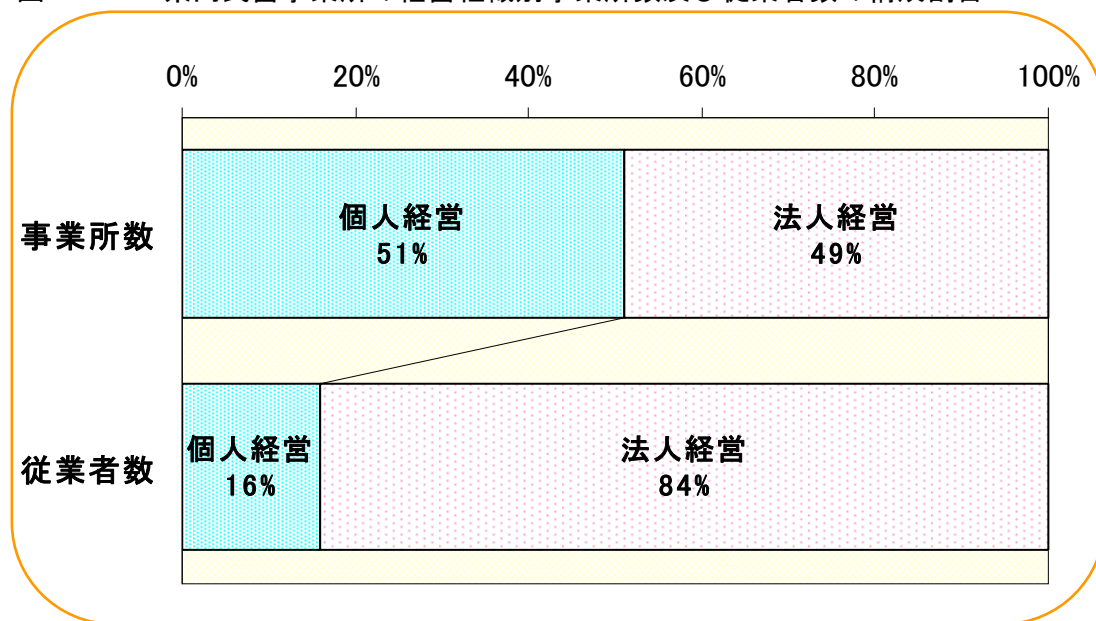 0% 20% 40% 60% 80% 100%
事業所数
個人経営
51%
法人経営
49%
従業者数
個人経営
16%
法人経営
84%